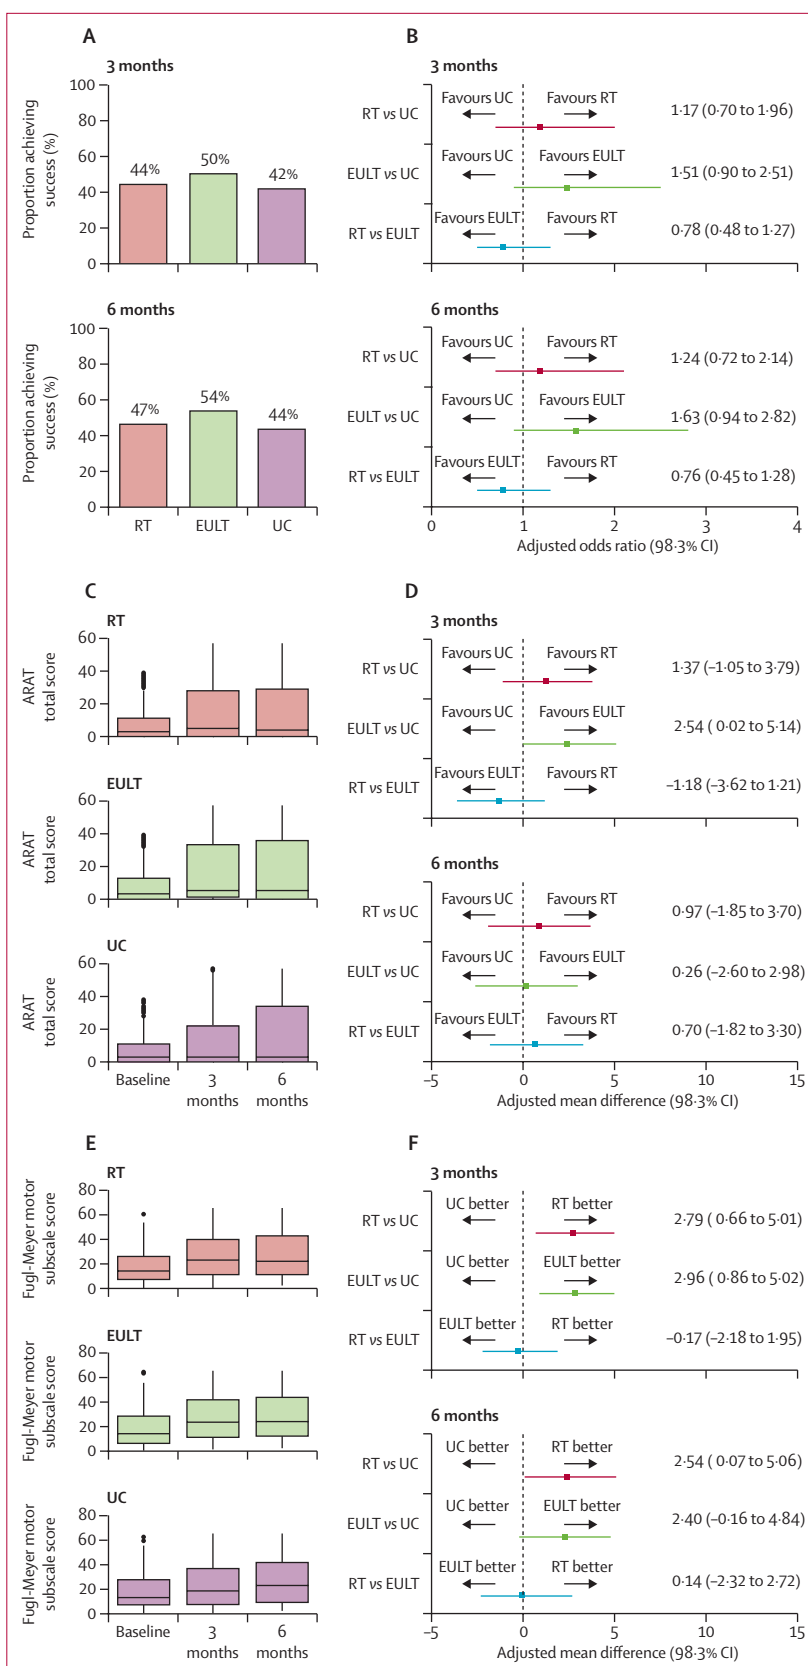 A
3 months
Proportion achieving
success (%)
100
80
60
40
20
0
44%
50%
42%
6 months
Proportion achieving
success (%)
100
80
60
40
20
0
47%
54%
44%
RT
EULT
UC
B
3 months
RT vs UC
Favours UC
Favours RT
1·17 (0·70 to 1·96)
EULT vs UC
Favours UC
Favours EULT
1·51 (0·90 to 2·51)
RT vs EULT
Favours EULT
Favours RT
0·78 (0·48 to 1·27)
6 months
RT vs UC
Favours UC
Favours RT
1·24 (0·72 to 2·14)
EULT vs UC
Favours UC
Favours EULT
1·63 (0·94 to 2·82)
RT vs EULT
Favours EULT
Favours RT
0·76 (0·45 to 1·28)
0
1
2
3
4
Adjusted odds ratio (98·3% CI)
C
RT
ARAT
total score
60
40
20
0
EULT
ARAT
total score
60
40
20
0
UC
ARAT
total score
60
40
20
0
Baseline
3
months
6
months
D
3 months
RT vs UC
Favours UC
Favours RT
1·37 (–1·05 to 3·79)
EULT vs UC
Favours UC
Favours EULT
2·54 ( 0·02 to 5·14)
RT vs EULT
Favours EULT
Favours RT
–1·18 (–3·62 to 1·21)
6 months
RT vs UC
Favours UC
Favours RT
0·97 (–1·85 to 3·70)
EULT vs UC
Favours UC
Favours EULT
0·26 (–2·60 to 2·98)
RT vs EULT
Favours EULT
Favours RT
0·70 (–1·82 to 3·30)
–5
0
5
10
15
Adjusted mean difference (98·3% CI)
E
RT
Fugl-Meyer motor
subscale score
80
60
40
20
0
EULT
Fugl-Meyer motor
subscale score
80
60
40
20
0
UC
Fugl-Meyer motor
subscale score
80
60
40
20
0
Baseline
3
months
6
months
F
3 months
RT vs UC
UC better
RT better
2·79 ( 0·66 to 5·01)
EULT vs UC
UC better
EULT better
2·96 ( 0·86 to 5·02)
RT vs EULT
EULT better
RT better
–0·17 (–2·18 to 1·95)
6 months
RT vs UC
UC better
RT better
2·54 ( 0·07 to 5·06)
EULT vs UC
UC better
EULT better
2·40 (–0·16 to 4·84)
RT vs EULT
EULT better
RT better
0·14 (–2·32 to 2·72)
–5
0
5
10
15
Adjusted mean difference (98·3% CI)